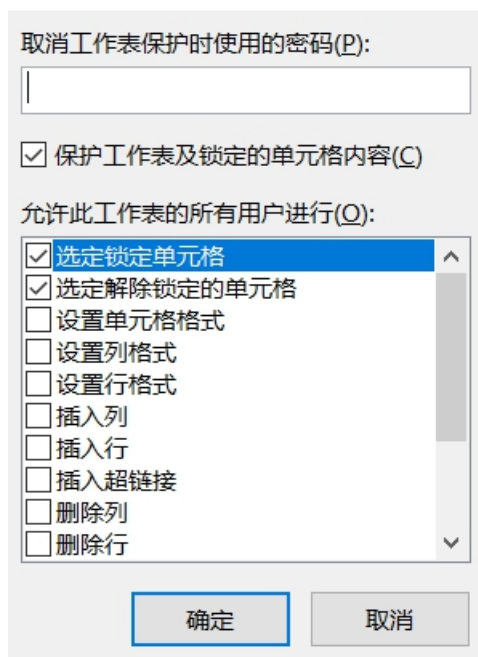 取消工作表保护时使用的密码(P):
保护工作表及锁定的单元格内容(C)
允许此工作表的所有用户进行(O):
选定锁定单元格
选定解除锁定的单元格
设置单元格格式
设置列格式
设置行格式
插入列
插入行
插入超链接
删除列
删除行
确定 取消